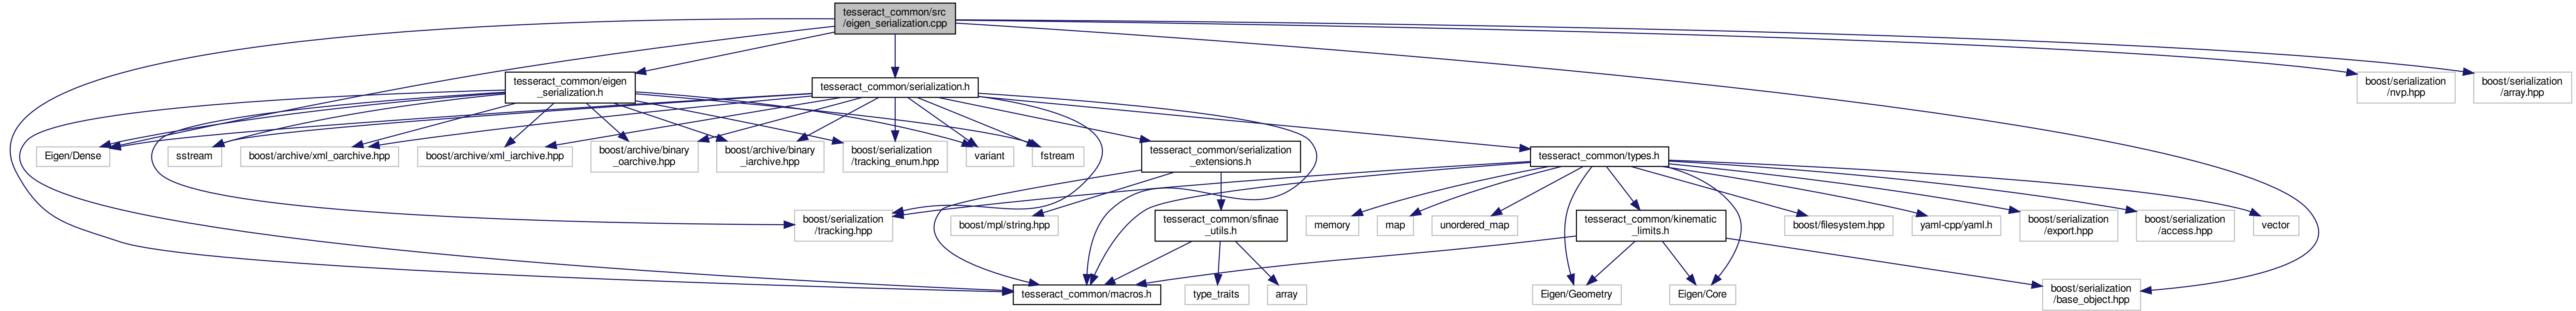 tesseract_common/src
/eigen_serialization.cpp
tesseract_common/eigen
_serialization.h
tesseract_common/serialization.h
boost/serialization
/nvp.hpp
boost/serialization
/array.hpp
Eigen/Dense
sstream
boost/archive/xml_oarchive.hpp
boost/archive/xml_iarchive.hpp
boost/archive/binary
_oarchive.hpp
boost/archive/binary
_iarchive.hpp
boost/serialization
/tracking_enum.hpp
variant
fstream
tesseract_common/serialization
_extensions.h
tesseract_common/types.h
boost/serialization
/tracking.hpp
boost/mpl/string.hpp
tesseract_common/sfinae
_utils.h
memory
map
unordered_map
tesseract_common/kinematic
_limits.h
boost/filesystem.hpp
yaml-cpp/yaml.h
boost/serialization
/export.hpp
boost/serialization
/access.hpp
vector
tesseract_common/macros.h
type_traits
array
Eigen/Geometry
Eigen/Core
boost/serialization
/base_object.hpp